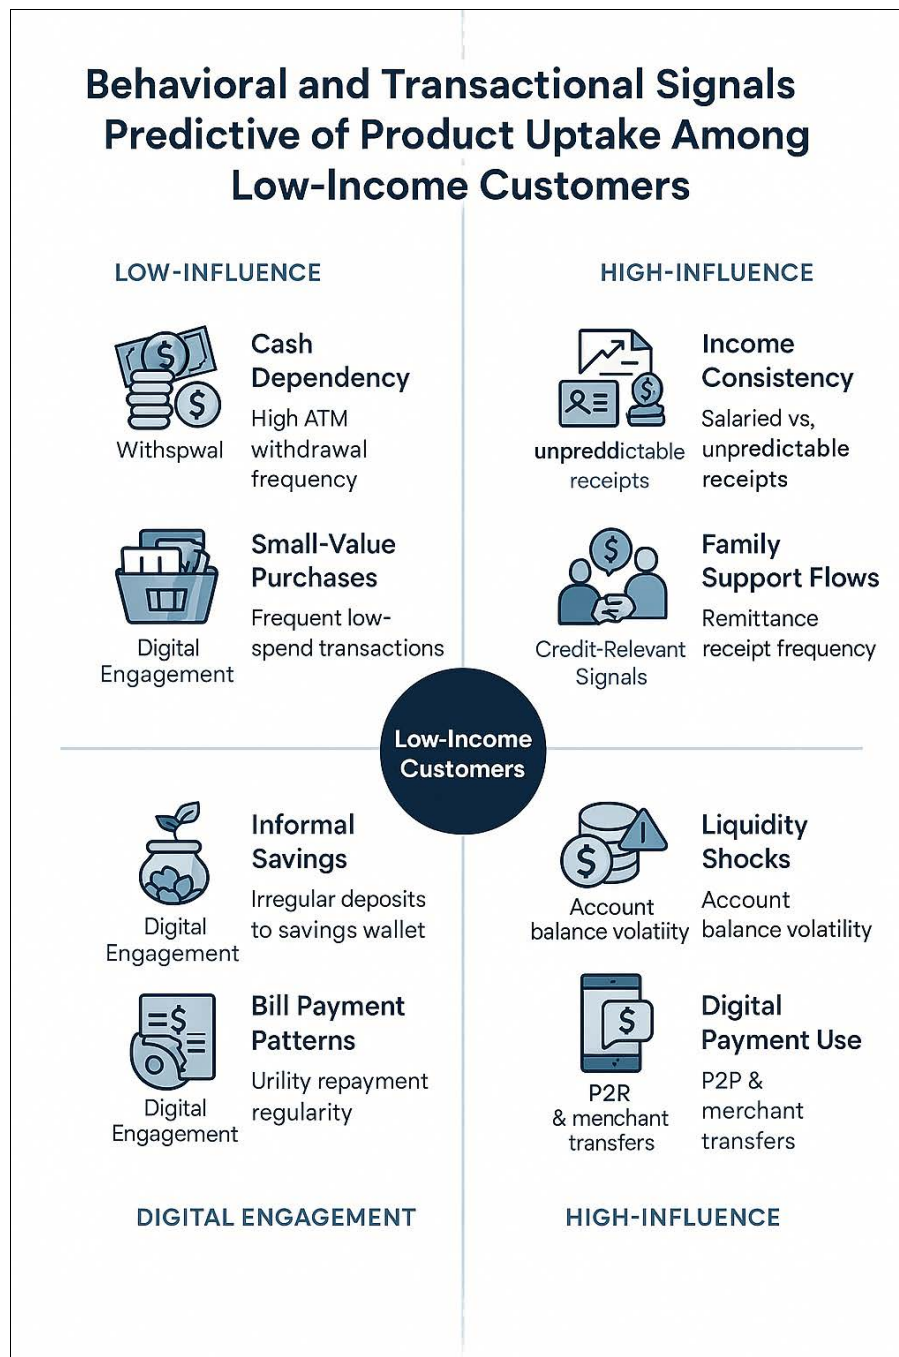 Behavioral and Transactional Signals
Predictive of Product Uptake Among
Low-Income Customers
LOW-INFLUENCE
Cash
Dependency
High ATM
withdrawal
frequency
Withspwal
Small-Value
Purchases
Frequent low-
spend transactions
Digital
Engagement
HIGH-INFLUENCE
Income
Consistency
Salaried vs,
unpredictable
receipts
unpreddictable
receipts
Family
Support Flows
Remittance
receipt frequency
Credit-Relevant
Signals
Low-Income
Customers
Informal
Savings
Irregular deposits
to savings wallet
Digital
Engagement
Bill Payment
Patterns
Urility repayment
regularity
Digital
Engagement
DIGITAL ENGAGEMENT
Liquidity
Shocks
Account
balance volatility
Account
balance volatiity
Digital
Payment Use
P2P &
merchant
transfers
P2R
& menchant
transfers
HIGH-INFLUENCE